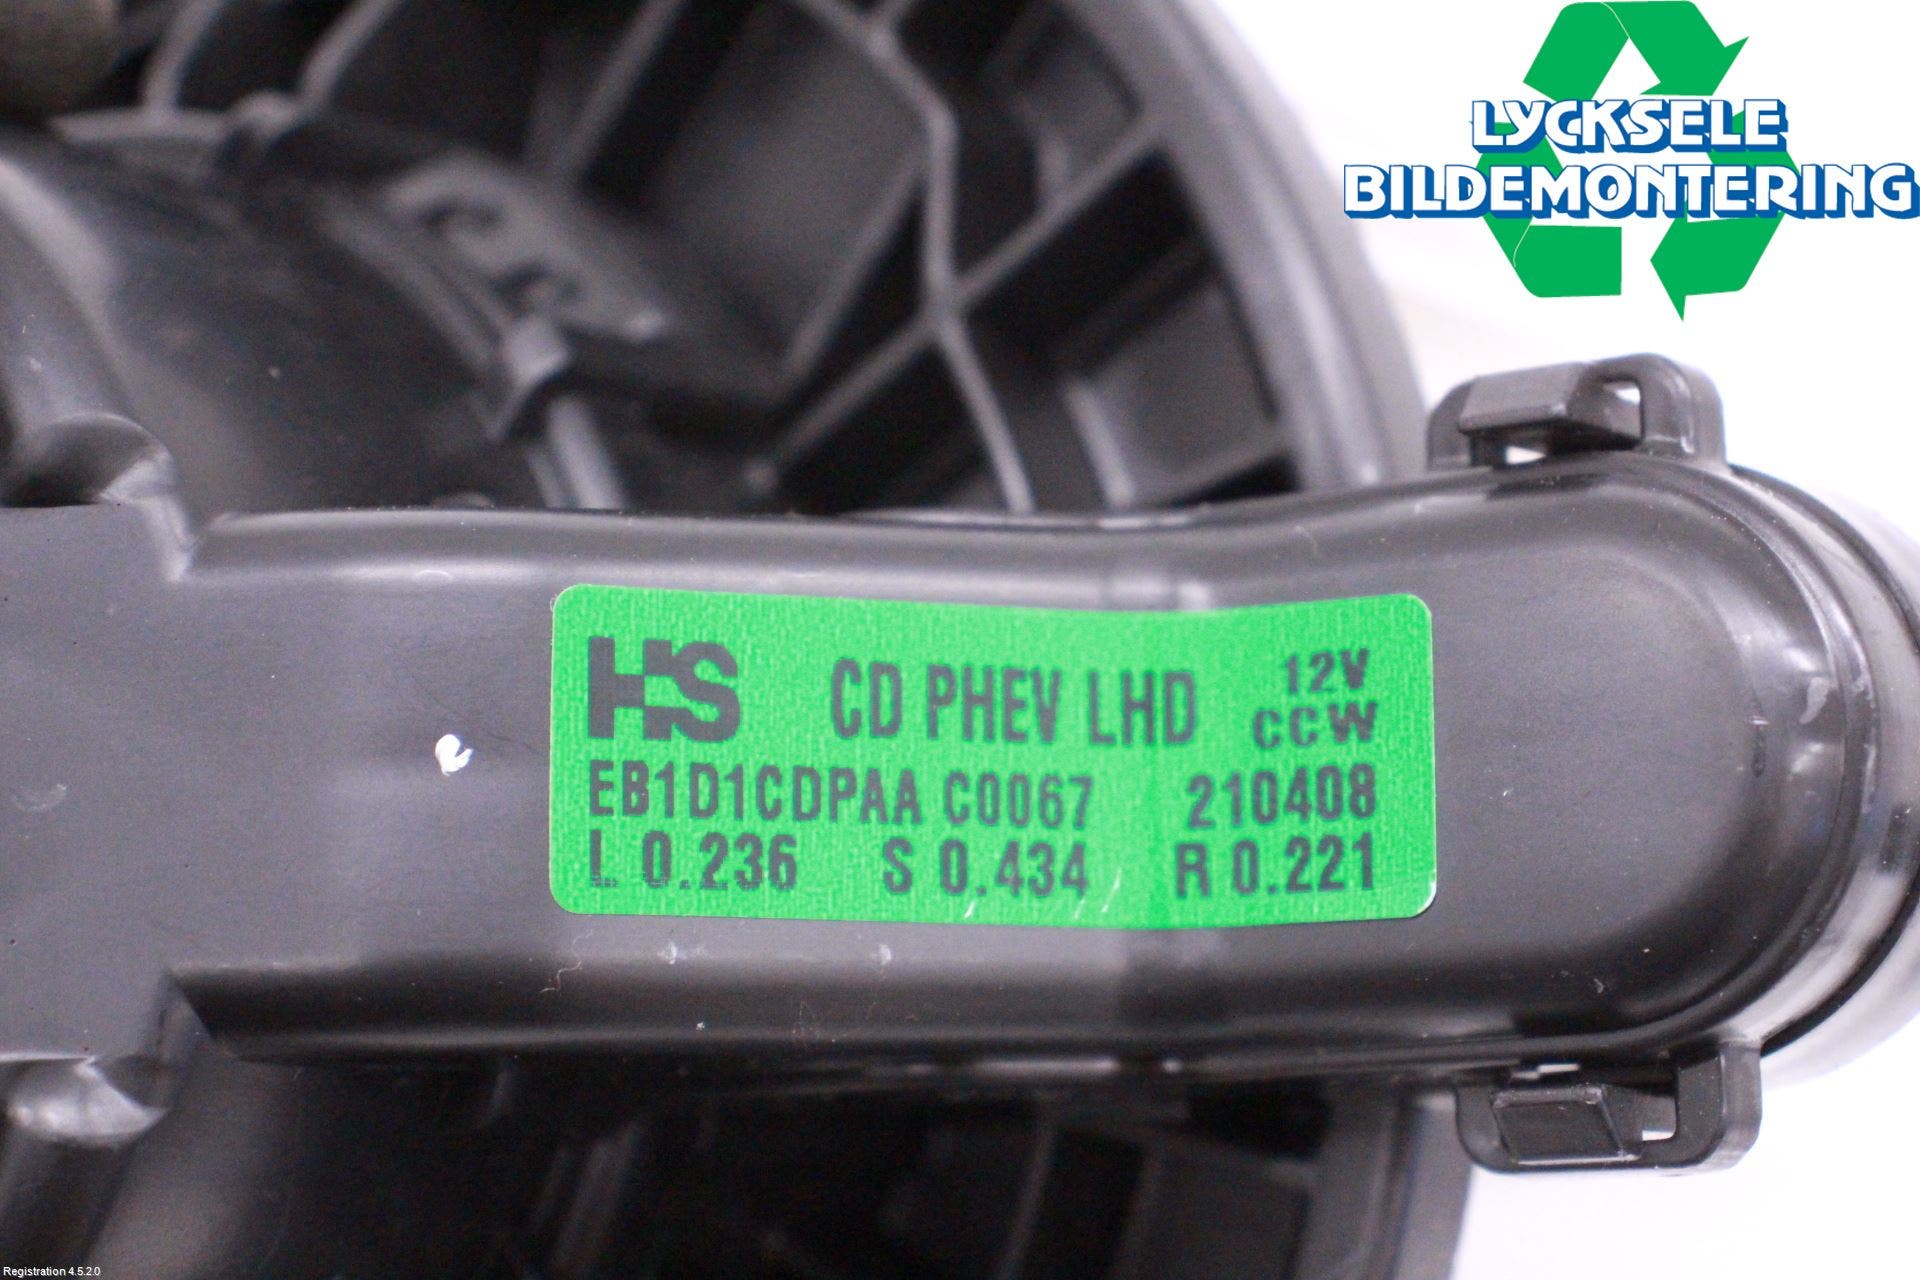 LYCKSELE
BILDEMONTERING
HS CD PHEV LHD 12V
CCW
EB1D1CDPAA C0067 210408
L 0.236 S 0.434 R 0.221
Registration 4.5.2.0